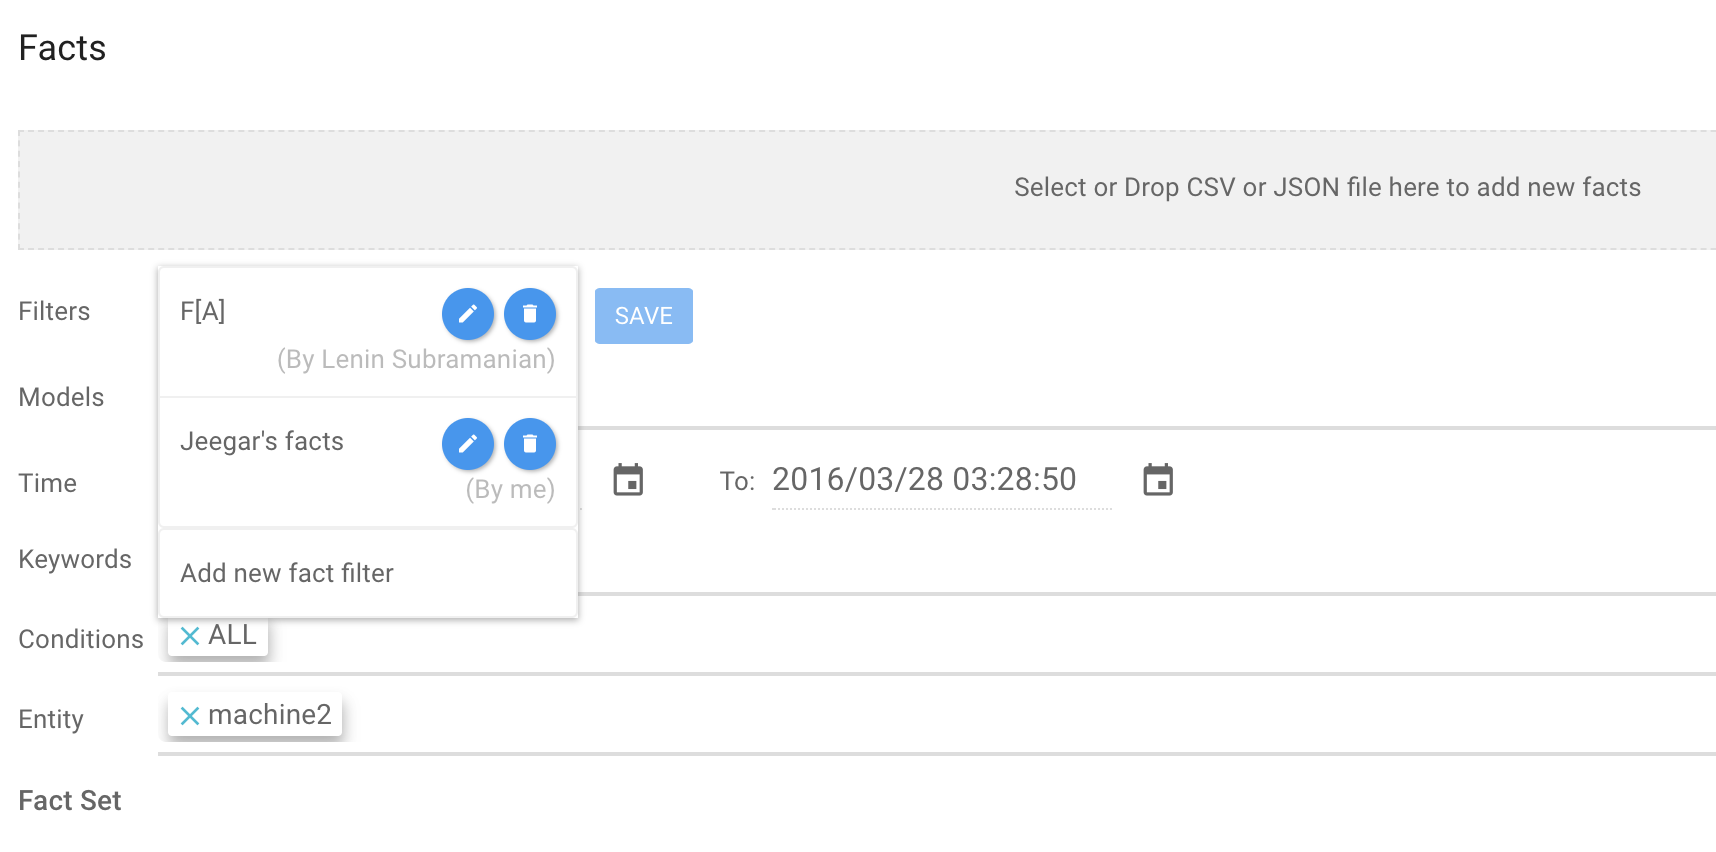 Facts
Select or Drop CSV or JSON file here to add new facts
Filters
F[A]
SAVE
(By Lenin Subramanian)
Models
Jeegar's facts
(By me)
Time
To: 2016/03/28 03:28:50
Keywords
Add new fact filter
Conditions
ALL
Entity
machine2
Fact Set